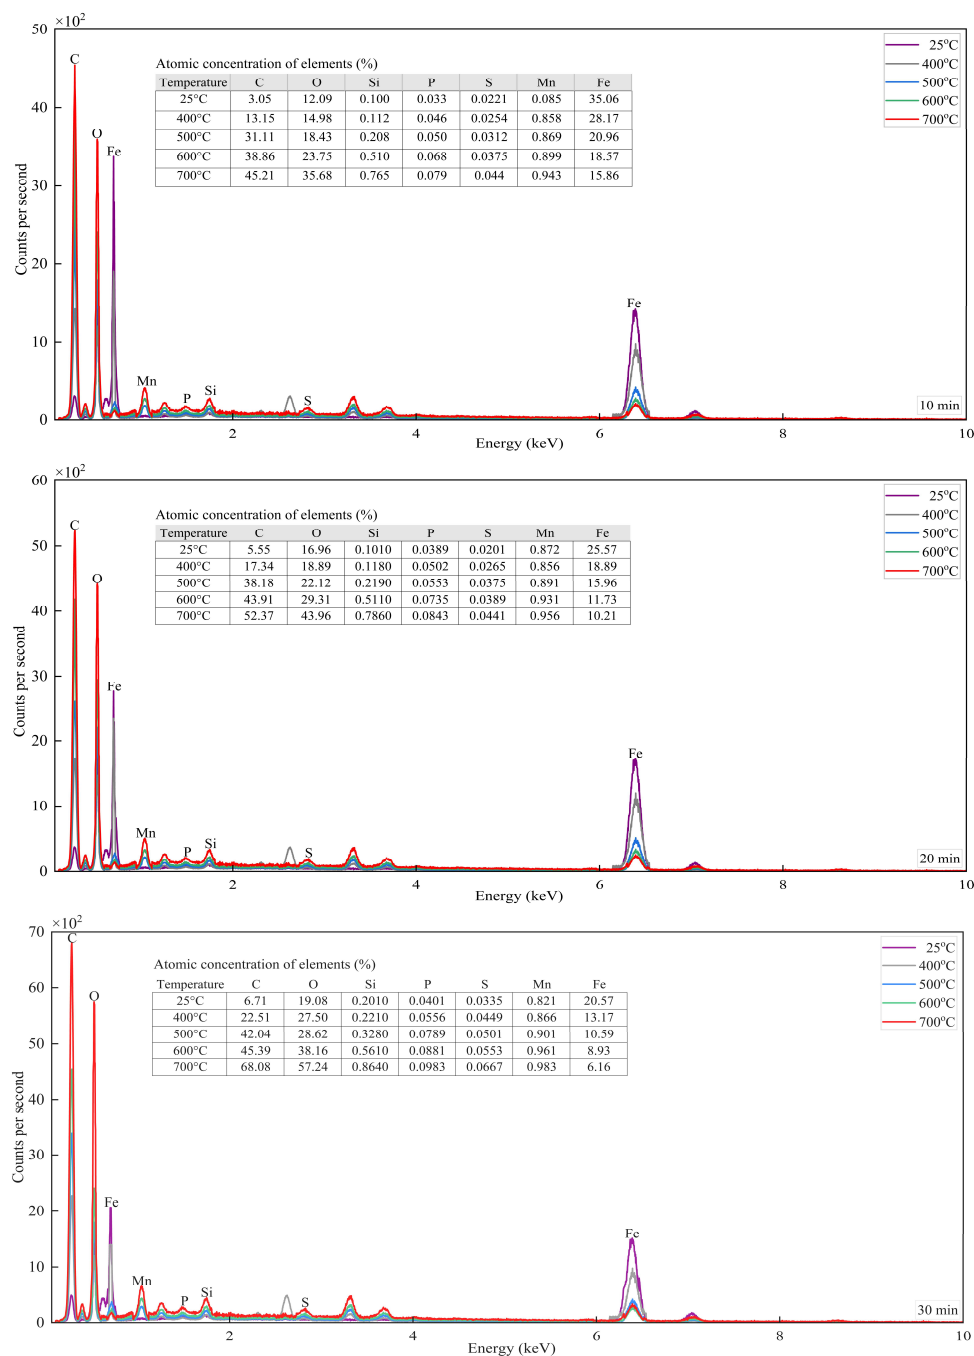 ×10²
50
40
30
20
10
0
Counts per second
C
O
Fe
Mn
P
Si
S
Fe
Atomic concentration of elements (%)
Temperature C O Si P S Mn Fe
25°C 3.05 12.09 0.100 0.033 0.0221 0.085 35.06
400°C 13.15 14.98 0.112 0.046 0.0254 0.858 28.17
500°C 31.11 18.43 0.208 0.050 0.0312 0.869 20.96
600°C 38.86 23.75 0.510 0.068 0.0375 0.899 18.57
700°C 45.21 35.68 0.765 0.079 0.044 0.943 15.86
25°C
400°C
500°C
600°C
700°C
10 min
2 4 6 8 10
Energy (keV)
×10²
60
50
40
30
20
10
0
Counts per second
C
O
Fe
Mn
P
Si
S
Fe
Atomic concentration of elements (%)
Temperature C O Si P S Mn Fe
25°C 5.55 16.96 0.1010 0.0389 0.0201 0.872 25.57
400°C 17.34 18.89 0.1180 0.0502 0.0265 0.856 18.89
500°C 38.18 22.12 0.2190 0.0553 0.0375 0.891 15.96
600°C 43.91 29.31 0.5110 0.0735 0.0389 0.931 11.73
700°C 52.37 43.96 0.7860 0.0843 0.0441 0.956 10.21
25°C
400°C
500°C
600°C
700°C
20 min
2 4 6 8 10
Energy (keV)
×10²
70
60
50
40
30
20
10
0
Counts per second
C
O
Fe
Mn
P
Si
S
Fe
Atomic concentration of elements (%)
Temperature C O Si P S Mn Fe
25°C 6.71 19.08 0.2010 0.0401 0.0335 0.821 20.57
400°C 22.51 27.50 0.2210 0.0556 0.0449 0.866 13.17
500°C 42.04 28.62 0.3280 0.0789 0.0501 0.901 10.59
600°C 45.39 38.16 0.5610 0.0881 0.0553 0.961 8.93
700°C 68.08 57.24 0.8640 0.0983 0.0667 0.983 6.16
25°C
400°C
500°C
600°C
700°C
30 min
2 4 6 8 10
Energy (keV)